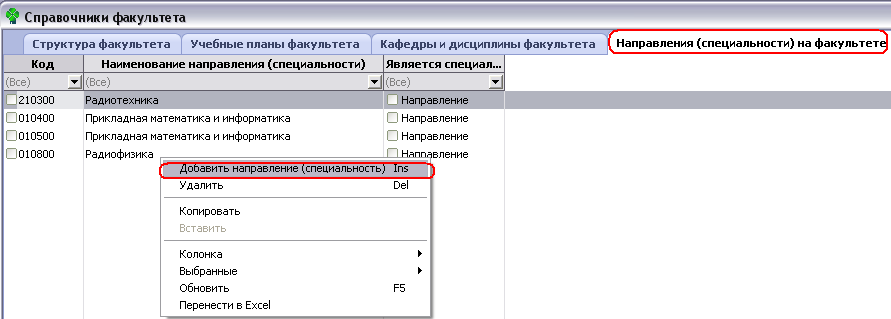 Справочники факультета
Структура факультета Учебные планы факультета Кафедры и дисциплины факультета Направления (специальности) на факультете
Код Наименование направления (специальности) Является специал...
(Все) (Все) (Все)
210300 Радиотехника Направление
010400 Прикладная математика и информатика Направление
010500 Прикладная математика и информатика Направление
010800 Радиофизика Направление
Добавить направление (специальность) Ins
Удалить Del
Копировать
Вставить
Колонка
Выбранные
Обновить F5
Перенести в Excel